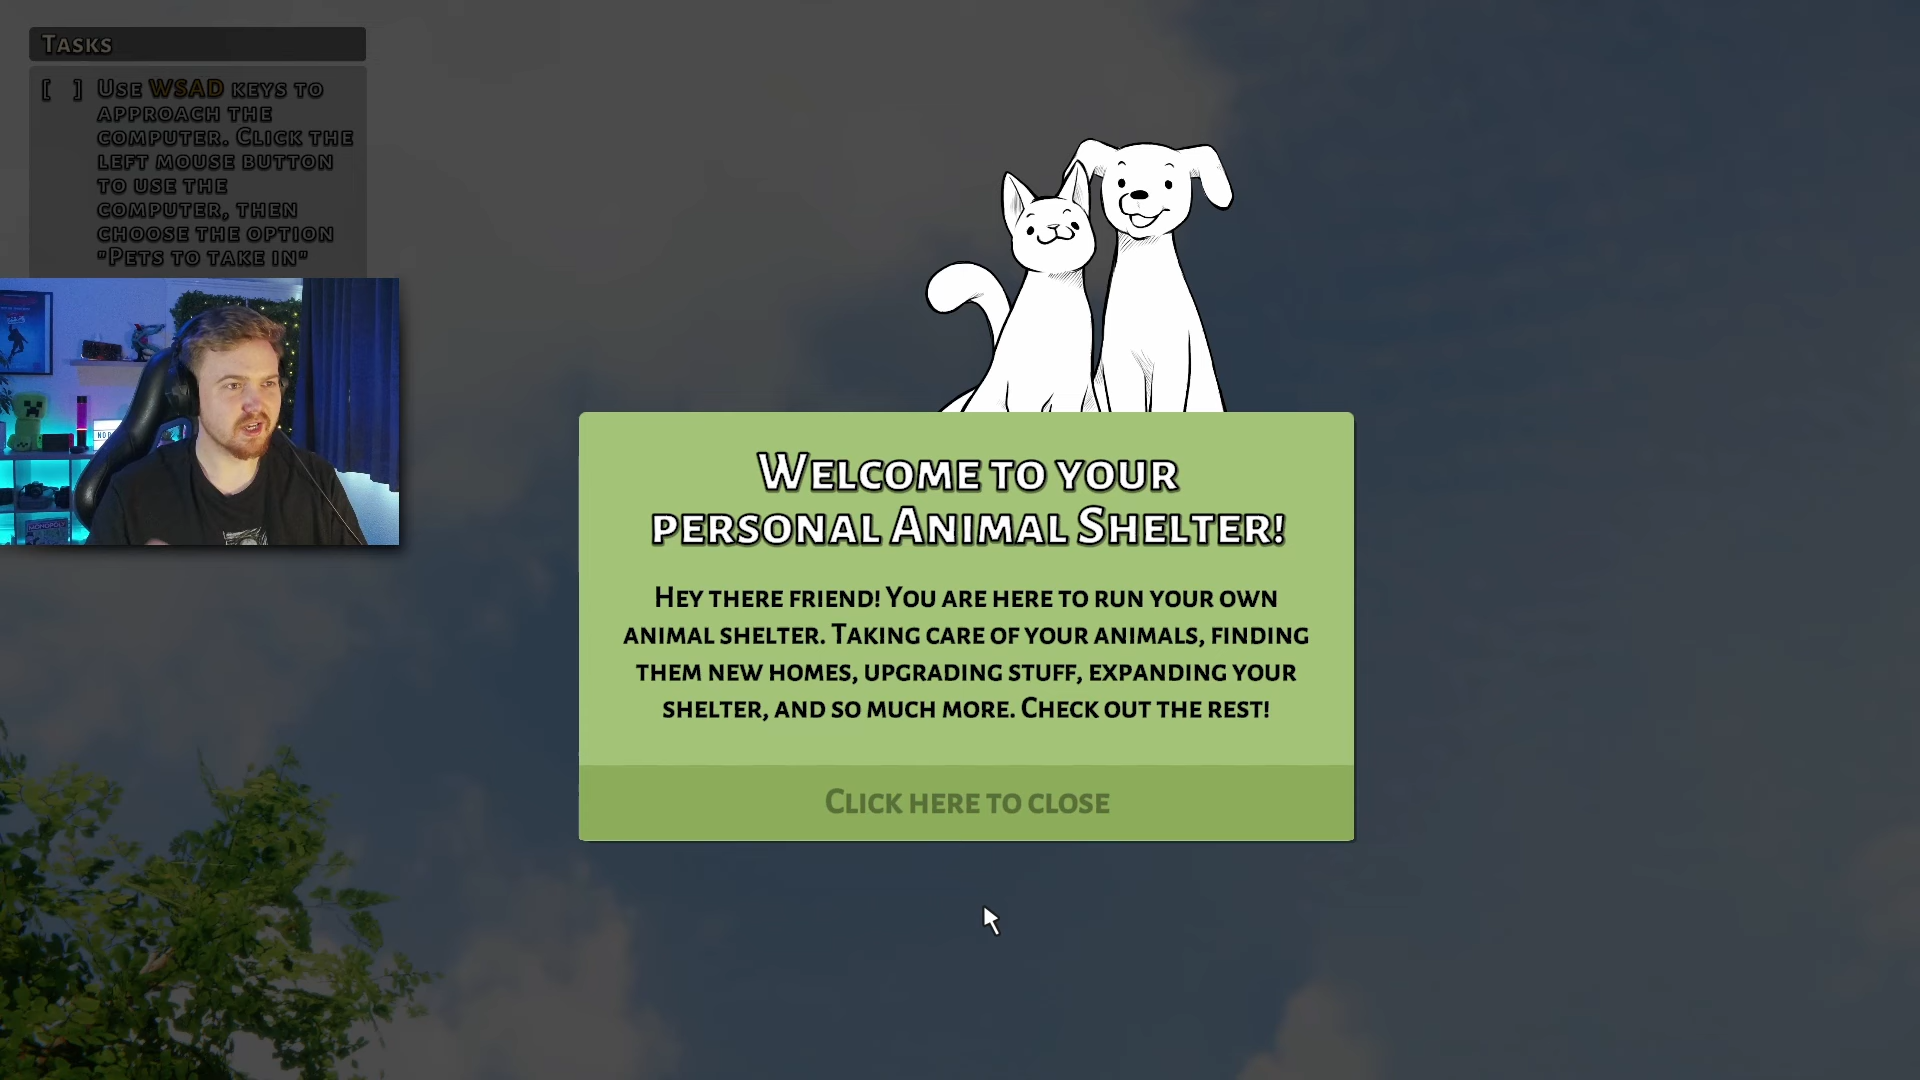 Tasks
[ ] Use WSAD keys to
approach the
computer. Click the
left mouse button
to use the
computer, then
choose the option
"Pets to take in"
Welcome to your
personal Animal Shelter!
Hey there friend! You are here to run your own
animal shelter. Taking care of your animals, finding
them new homes, upgrading stuff, expanding your
shelter, and so much more. Check out the rest!
Click here to close
MONOPOLY